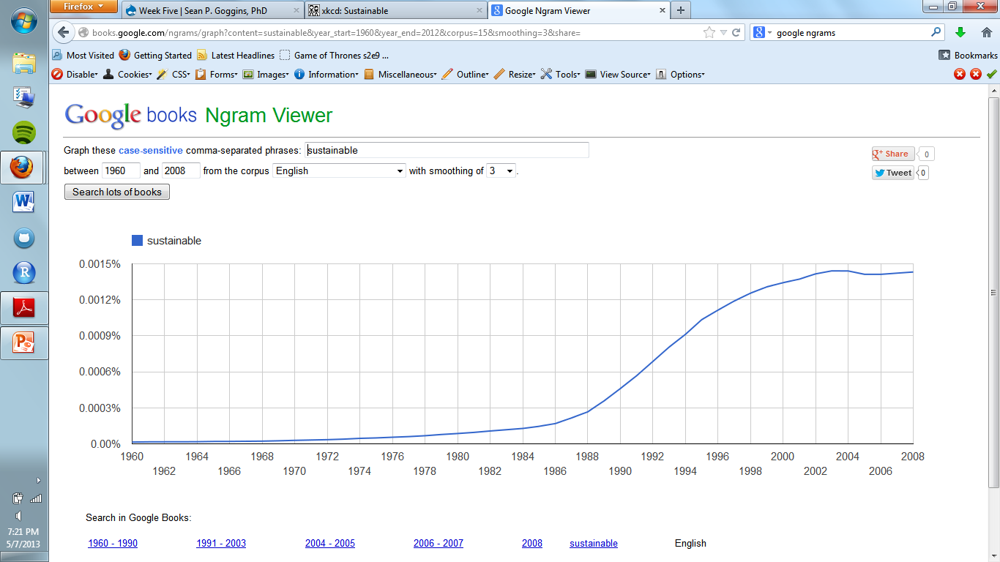 Firefox
Week Five | Sean P. Goggins, PhD
xkcd: Sustainable
Google Ngram Viewer
books.google.com/ngrams/graph?content=sustainable&year_start=1960&year_end=2012&corpus=15&smoothing=3&share=
google ngrams
Most Visited Getting Started Latest Headlines Game of Thrones s2e9 ... Bookmarks
Disable Cookies CSS Forms Images Information Miscellaneous Outline Resize Tools View Source Options
Google books Ngram Viewer
Graph these case-sensitive comma-separated phrases: sustainable
between 1960 and 2008 from the corpus English with smoothing of 3.
Search lots of books
Share 0
Tweet 0
sustainable
0.0015%
0.0012%
0.0009%
0.0006%
0.0003%
0.00%
1960 1964 1968 1972 1976 1980 1984 1988 1992 1996 2000 2004 2008
1962 1966 1970 1974 1978 1982 1986 1990 1994 1998 2002 2006
Search in Google Books:
1960 - 1990 1991 - 2003 2004 - 2005 2006 - 2007 2008 sustainable English
7:21 PM
5/7/2013